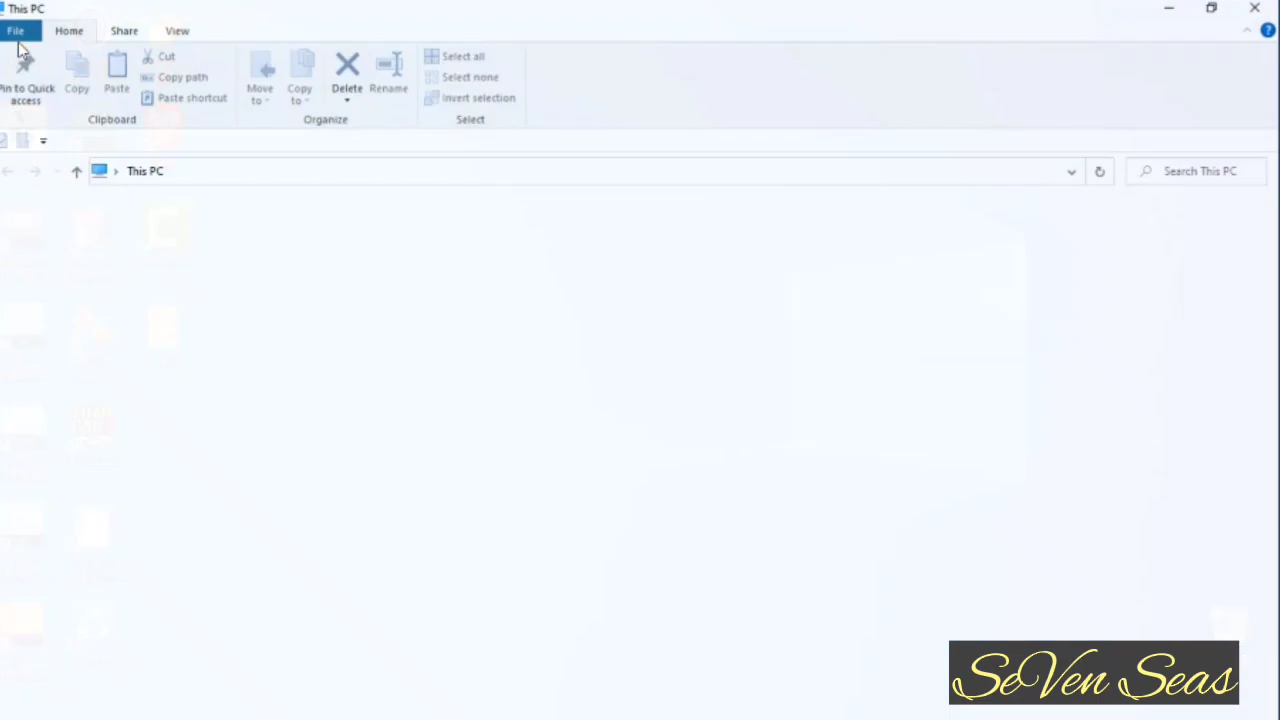 This PC
File
Home
Share
View
Pin to Quick access
Copy
Paste
Cut
Copy path
Paste shortcut
Clipboard
Move to
Copy to
Delete
Rename
Organize
Select all
Select none
Invert selection
Select
This PC
Search This PC
SeVen Seas